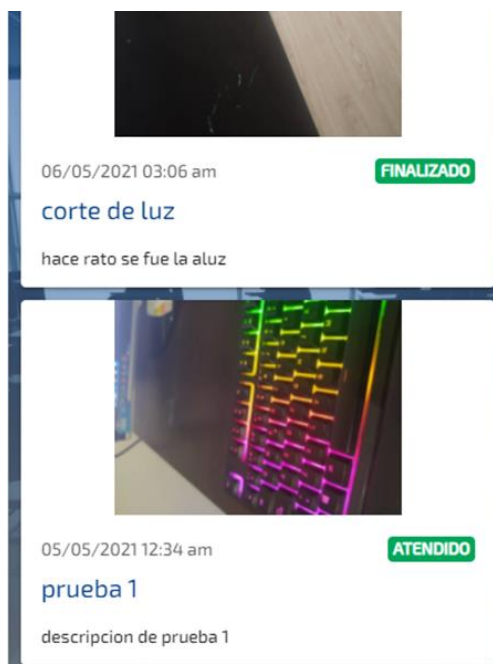 06/05/2021 03:06 am FINALIZADO
corte de luz
hace rato se fue la aluz
05/05/2021 12:34 am ATENDIDO
prueba 1
descripcion de prueba 1